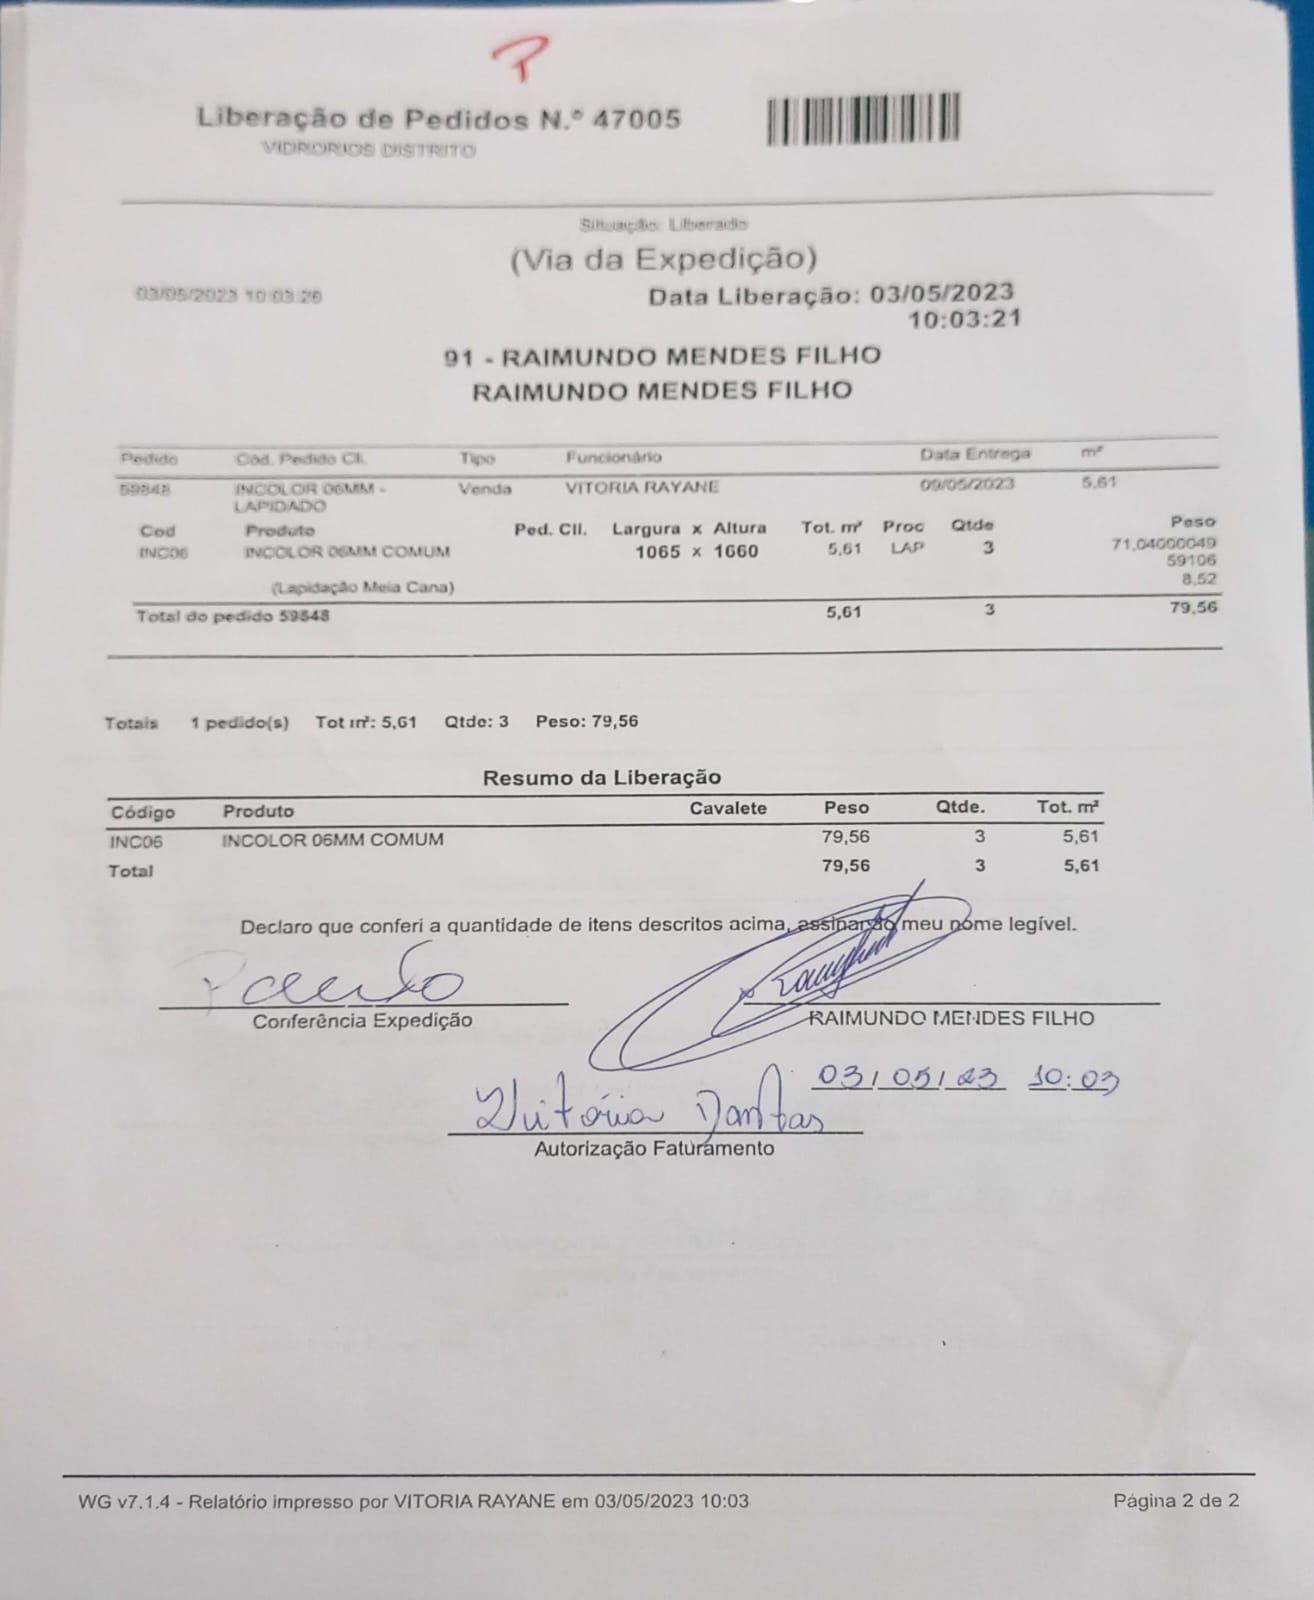 P
Liberação de Pedidos N.º 47005
VIDRORIOS DISTRITO
Situação: Liberado
(Via da Expedição)
03/05/2023 10:03:26 Data Liberação: 03/05/2023
10:03:21
91 - RAIMUNDO MENDES FILHO
RAIMUNDO MENDES FILHO
Pedido Cód. Pedido Cli. Tipo Funcionário Data Entrega m²
59848 INCOLOR 06MM - Venda VITORIA RAYANE 09/05/2023 5,61
LAPIDADO
Cod Produto Ped. Cli. Largura x Altura Tot. m² Proc Qtde Peso
INC06 INCOLOR 06MM COMUM 1065 x 1660 5,61 LAP 3 71,04000049
59106
(Lapidação Meia Cana) 8,52
Total do pedido 59848 5,61 3 79,56
Totais 1 pedido(s) Tot m²: 5,61 Qtde: 3 Peso: 79,56
Resumo da Liberação
Código Produto Cavalete Peso Qtde. Tot. m²
INC06 INCOLOR 06MM COMUM 79,56 3 5,61
Total 79,56 3 5,61
Declaro que conferi a quantidade de itens descritos acima, assinarão meu nome legível.
Conferência Expedição RAIMUNDO MENDES FILHO
03/05/23 10:03
Vitória Dantas
Autorização Faturamento
WG v7.1.4 - Relatório impresso por VITORIA RAYANE em 03/05/2023 10:03 Página 2 de 2